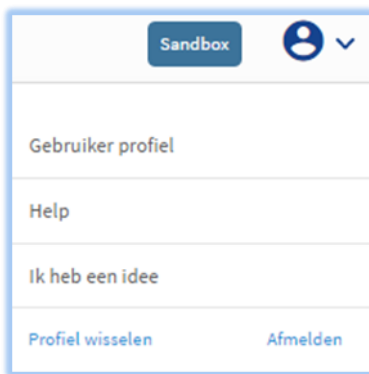 Sandbox
Gebruiker profiel
Help
Ik heb een idee
Profiel wisselen Afmelden